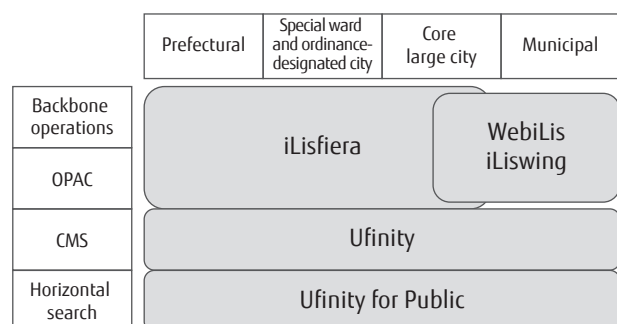 Prefectural
Special ward
and ordinance-
designated city
Core
large city
Municipal
Backbone
operations
OPAC
CMS
Horizontal
search
iLisfiera
WebiLis
iLiswing
Ufinity
Ufinity for Public